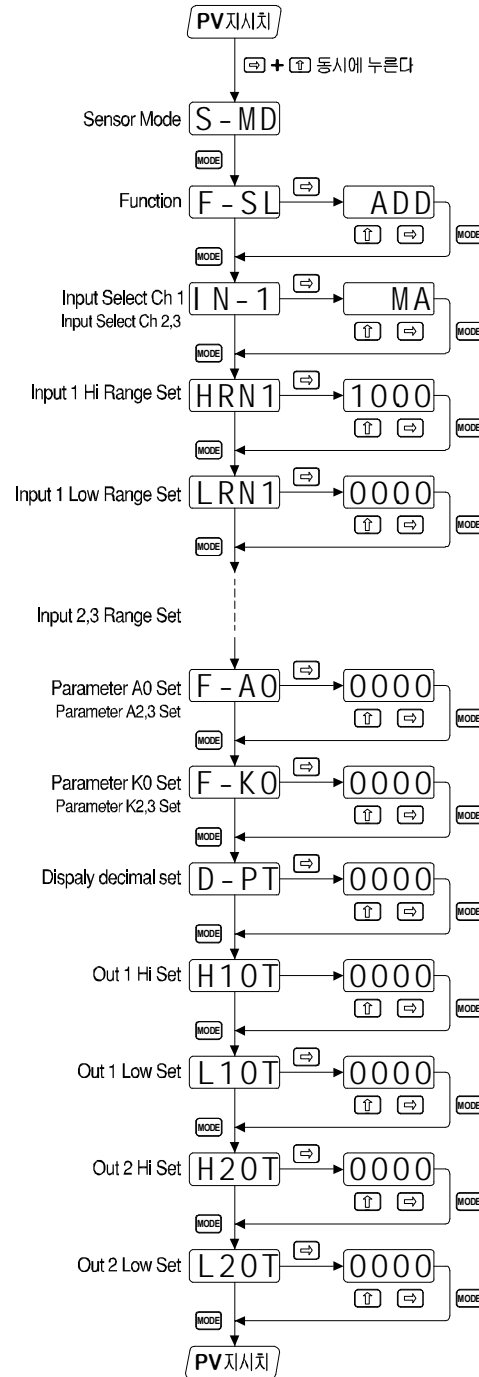 PV지시치
⇨ + ⇧ 동시에 누른다
Sensor Mode S-MD
MODE
Function F-SL ⇨ ADD
⇧ ⇨ MODE
MODE
Input Select Ch 1 IN-1 ⇨ MA
Input Select Ch 2,3 ⇧ ⇨ MODE
MODE
Input 1 Hi Range Set HRN1 ⇨ 1000
⇧ ⇨ MODE
MODE
Input 1 Low Range Set LRN1 ⇨ 0000
⇧ ⇨ MODE
MODE
Input 2,3 Range Set
Parameter A0 Set F-A0 ⇨ 0000
Parameter A2,3 Set ⇧ ⇨ MODE
MODE
Parameter K0 Set F-K0 ⇨ 0000
Parameter K2,3 Set ⇧ ⇨ MODE
MODE
Dispaly decimal set D-PT ⇨ 0000
⇧ ⇨ MODE
MODE
Out 1 Hi Set H1OT 0000
⇧ ⇨ MODE
MODE
Out 1 Low Set L1OT ⇨ 0000
⇧ ⇨ MODE
MODE
Out 2 Hi Set H2OT ⇨ 0000
⇧ ⇨ MODE
MODE
Out 2 Low Set L2OT ⇨ 0000
⇧ ⇨ MODE
MODE
PV지시치